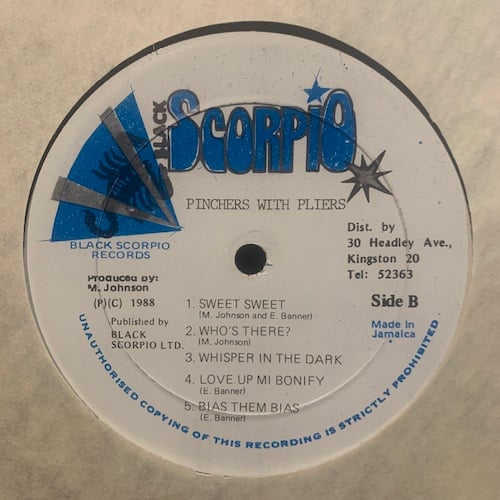 BLACK
SCORPIO
PINCHERS WITH PLIERS
BLACK SCORPIO
RECORDS
Dist. by
30 Headley Ave.,
Kingston 20
Tel: 52363
Produced by:
M. Johnson
(P)(C) 1988
Published by
BLACK
SCORPIO LTD.
Side B
Made In
Jamaica
1. SWEET SWEET
(M. Johnson and E. Banner)
2. WHO'S THERE?
(M. Johnson)
3. WHISPER IN THE DARK
4. LOVE UP MI BONIFY
(E. Banner)
5. BIAS THEM BIAS
(E. Banner)
UNAUTHORISED COPYING OF THIS RECORDING IS STRICTLY PROHIBITED